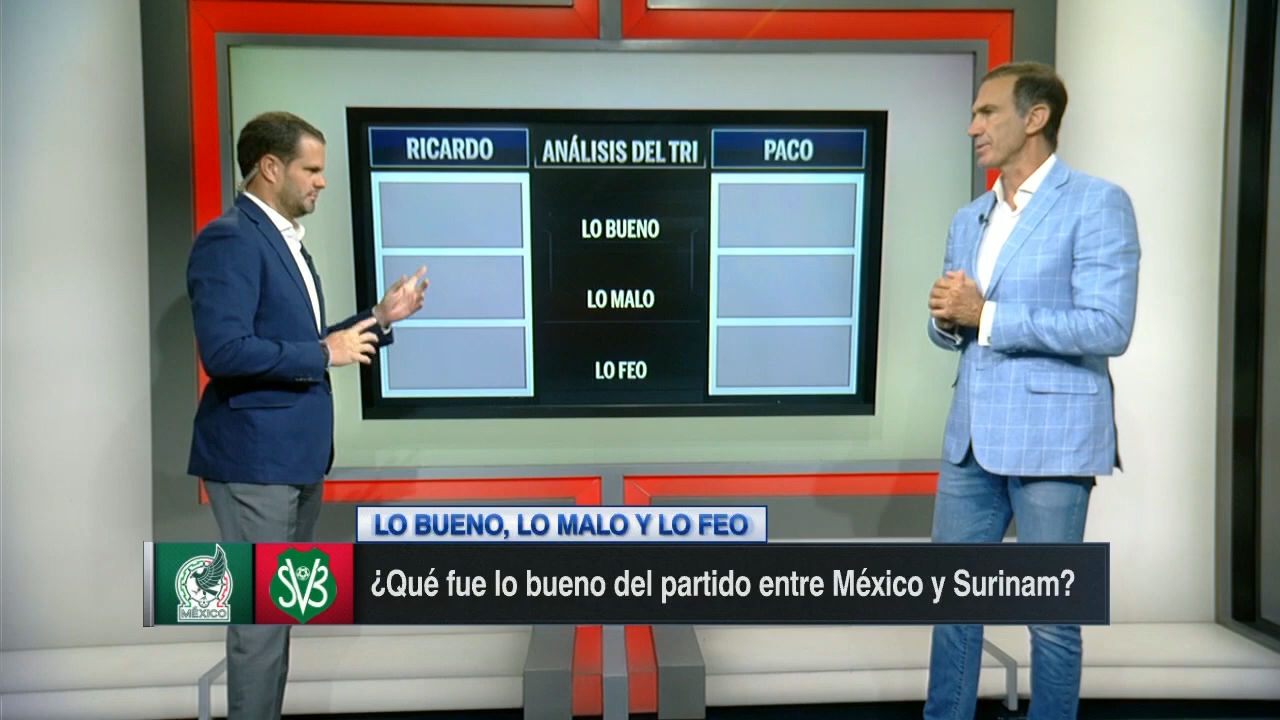 RICARDO
ANÁLISIS DEL TRI
PACO
LO BUENO
LO MALO
LO FEO
LO BUENO, LO MALO Y LO FEO
MÉXICO
SVB
¿Qué fue lo bueno del partido entre México y Surinam?